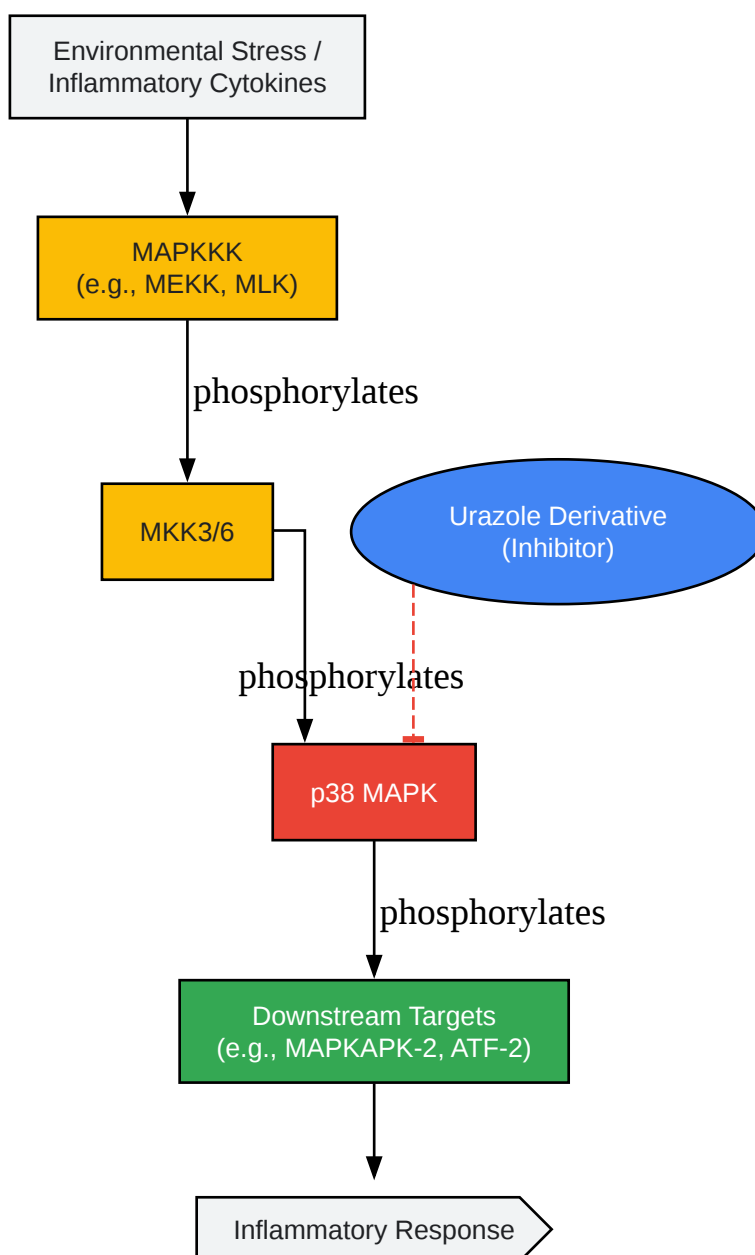 Environmental Stress /
Inflammatory Cytokines
MAPKKK
(e.g., MEKK, MLK)
phosphorylates
MKK3/6
Urazole Derivative
(Inhibitor)
phosphorylates
p38 MAPK
phosphorylates
Downstream Targets
(e.g., MAPKAPK-2, ATF-2)
Inflammatory Response